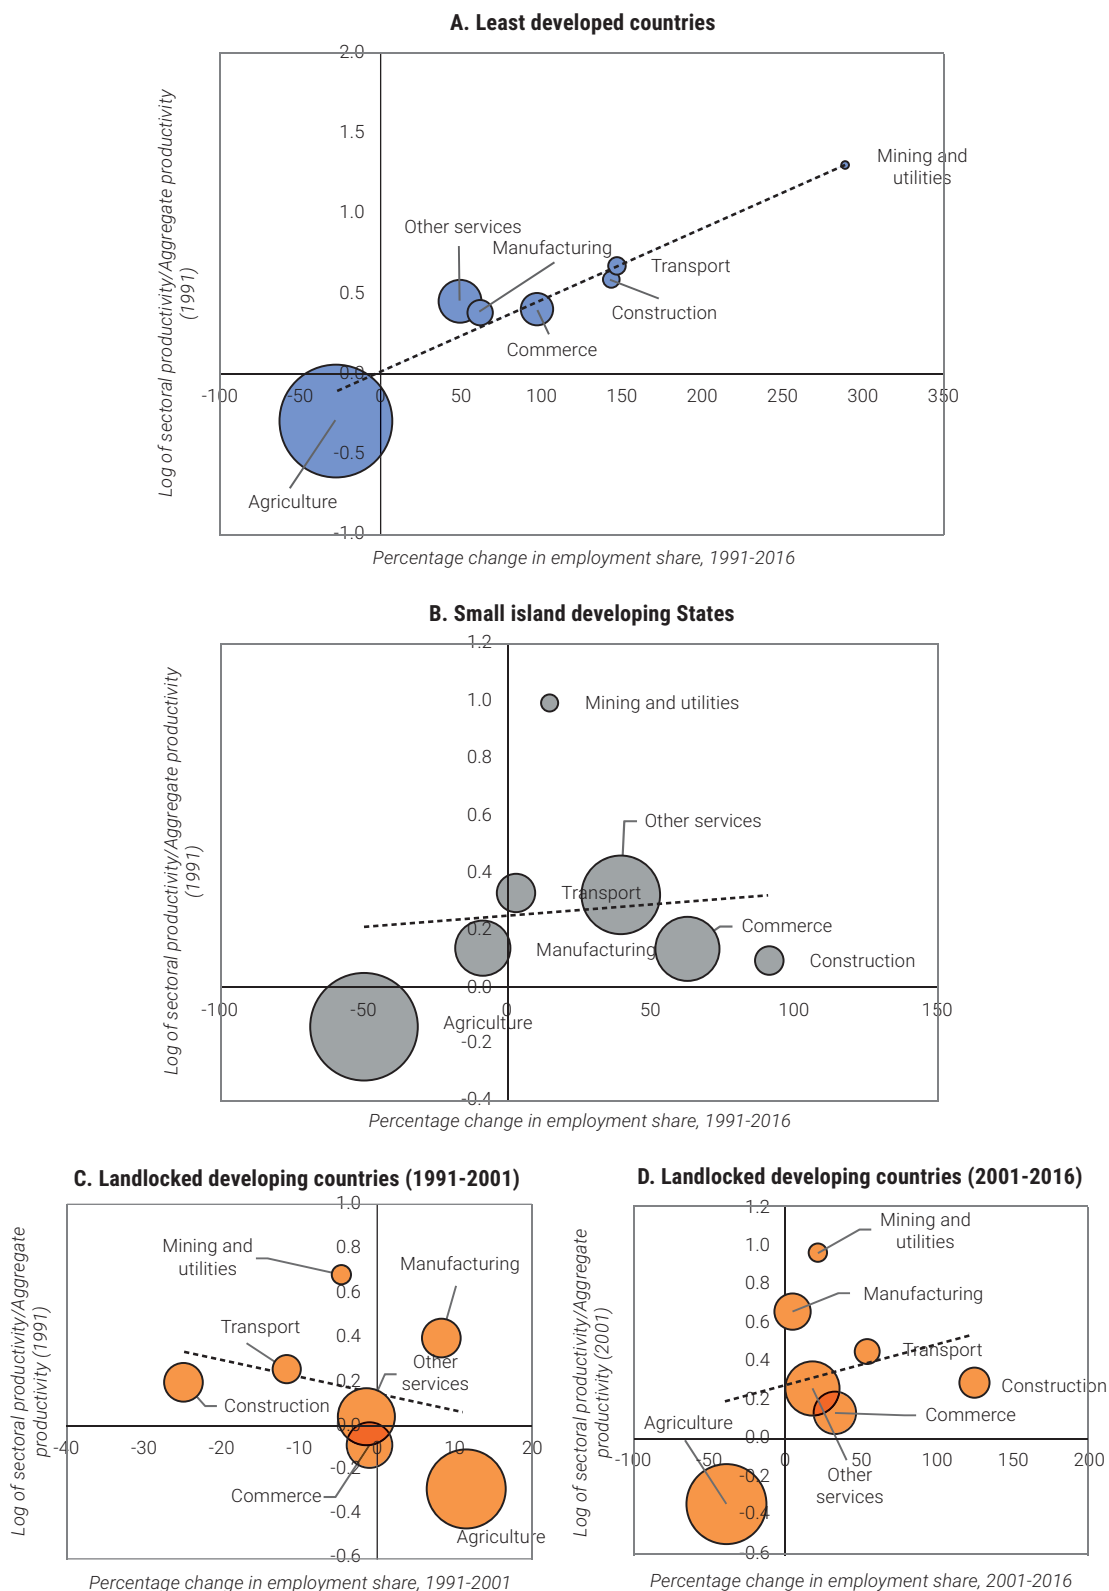 A. Least developed countries
Log of sectoral productivity/Aggregate productivity
(1991)
2.0
1.5
1.0
0.5
0.0
-0.5
-1.0
-100
-50
0
50
100
150
200
250
300
350
Mining and
utilities
Other services
Manufacturing
Transport
Construction
Commerce
Agriculture
Percentage change in employment share, 1991-2016
B. Small island developing States
Log of sectoral productivity/Aggregate productivity
(1991)
1.2
1.0
0.8
0.6
0.4
0.2
0.0
-0.2
-0.4
-100
-50
0
50
100
150
Mining and utilities
Other services
Transport
Commerce
Manufacturing
Construction
Agriculture
Percentage change in employment share, 1991-2016
C. Landlocked developing countries (1991-2001)
Log of sectoral productivity/Aggregate
productivity (1991)
1.0
0.8
0.6
0.4
0.2
0.0
-0.2
-0.4
-0.6
-40
-30
-20
-10
0
10
20
Mining and
utilities
Manufacturing
Transport
Other
services
Construction
Commerce
Agriculture
Percentage change in employment share, 1991-2001
D. Landlocked developing countries (2001-2016)
Log of sectoral productivity/Aggregate
productivity (2001)
1.2
1.0
0.8
0.6
0.4
0.2
0.0
-0.2
-0.4
-0.6
-100
-50
0
50
100
150
200
Mining and
utilities
Manufacturing
Transport
Construction
Commerce
Agriculture
Other
services
Percentage change in employment share, 2001-2016